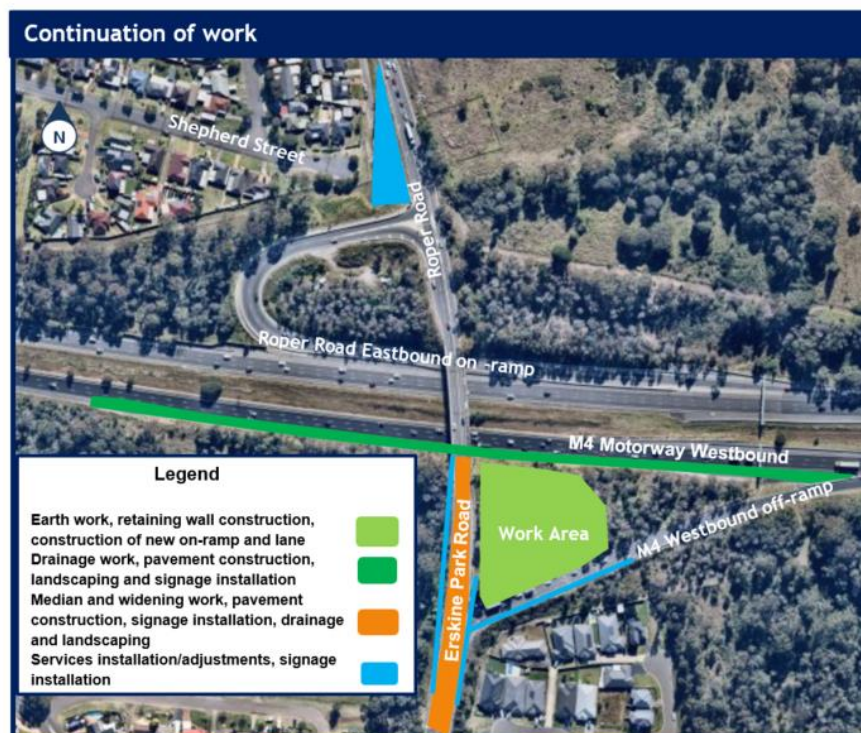 Continuation of work
N
Shepherd Street
Roper Road
Roper Road Eastbound on -ramp
M4 Motorway Westbound
Legend
Earth work, retaining wall construction,
construction of new on-ramp and lane
Drainage work, pavement construction,
landscaping and signage installation
Median and widening work, pavement
construction, signage installation, drainage
and landscaping
Services installation/adjustments, signage
installation
Erskine Park Road
Work Area
M4 Westbound off-ramp